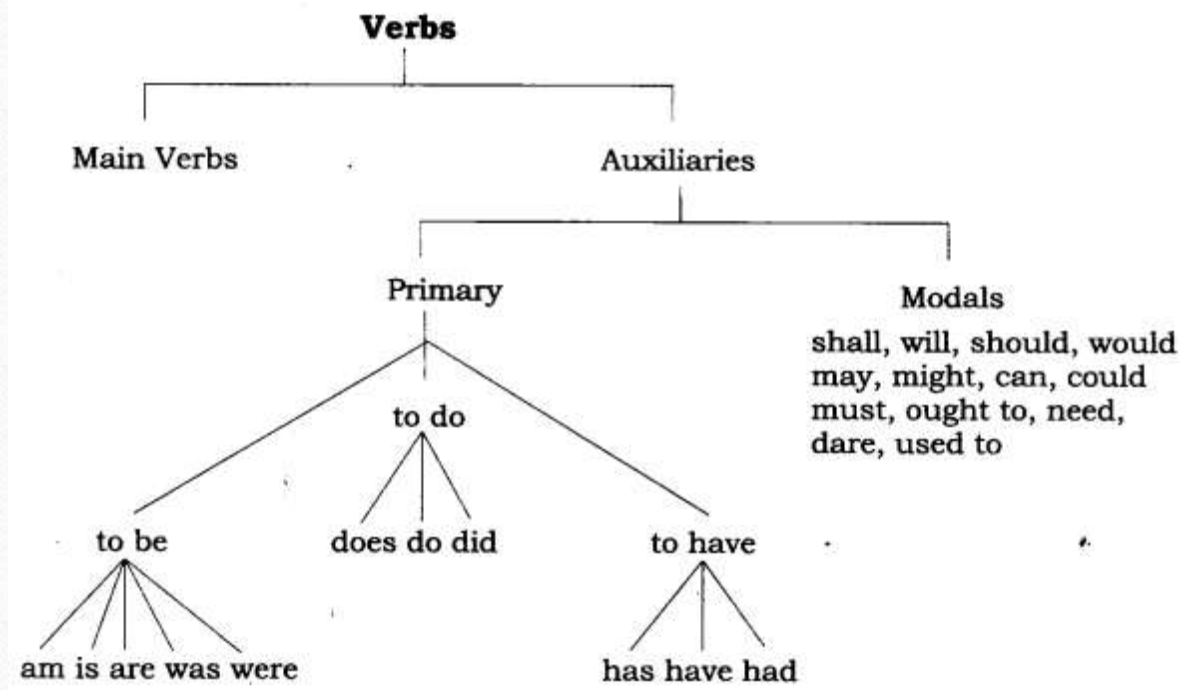 Verbs
Main Verbs
Auxiliaries
Primary
Modals
shall, will, should, would
may, might, can, could
must, ought to, need,
dare, used to
to do
does do did
to be
to have
am is are was were
has have had